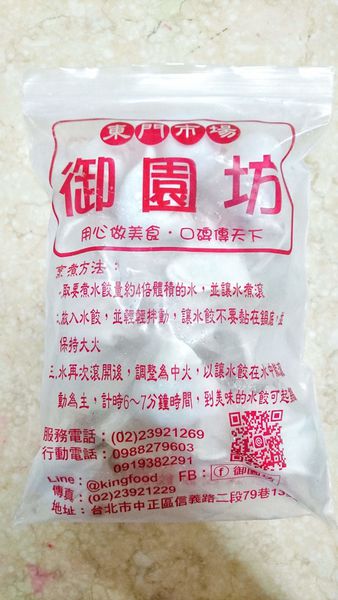 東門市場
御園坊
用心做美食・口碑傳天下
烹煮方法：
一.取要煮水餃量約4倍體積的水，並讓水煮滾
二.放入水餃，並輕輕拌動，讓水餃不要黏在鍋底，
保持大火
三.水再次滾開後，調整為中火，以讓水餃在水中
動為主，計時6～7分鐘時間，到美味的水餃可起
服務電話：(02)23921269
行動電話：0988279603
0919382291
Line：@kingfood FB：御園坊
傳真：(02)23921229
地址：台北市中正區信義路二段79巷